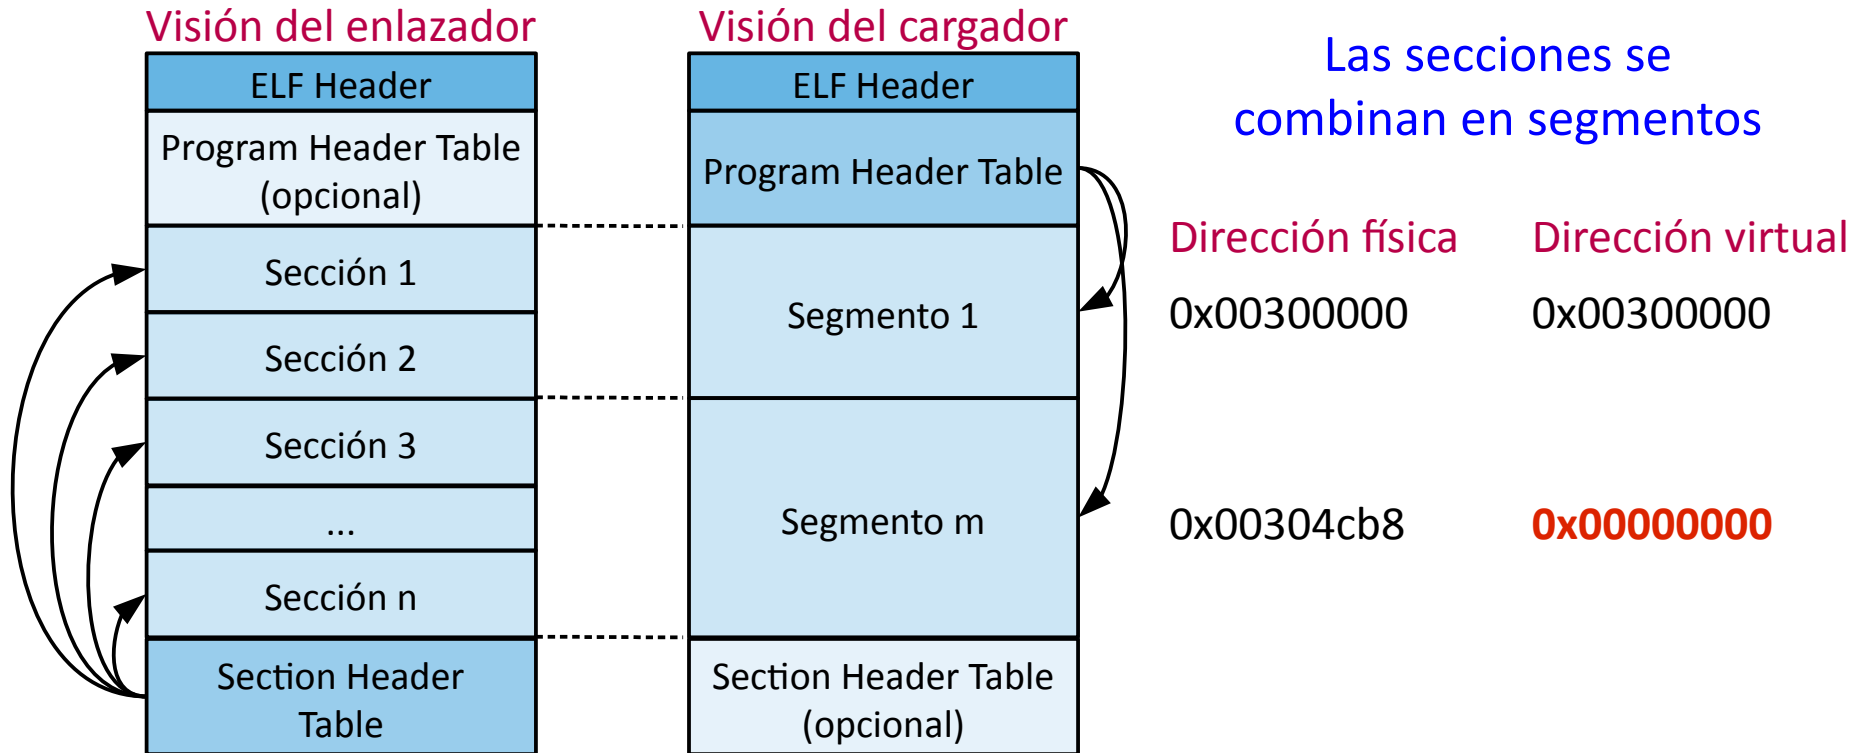 Visión del enlazador
ELF Header
Program Header Table
(opcional)
Sección 1
Sección 2
Sección 3
...
Sección n
Section Header
Table
Visión del cargador
ELF Header
Program Header Table
Segmento 1
Segmento m
Section Header Table
(opcional)
Las secciones se
combinan en segmentos
Dirección física Dirección virtual
0x00300000 0x00300000
0x00304cb8 0x00000000